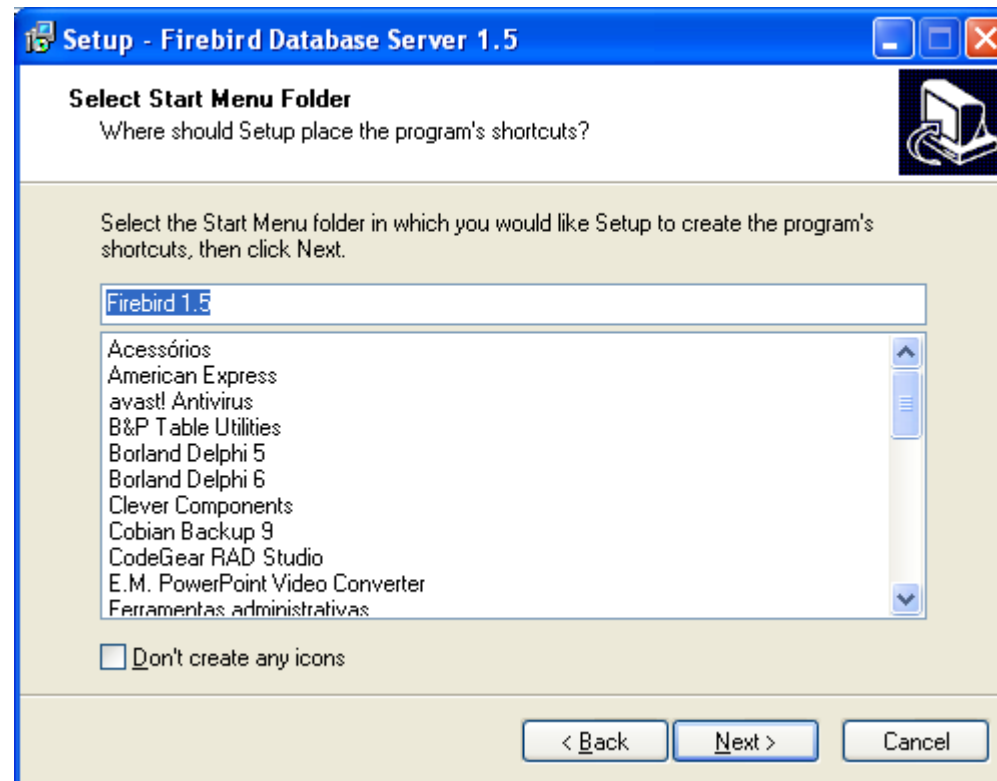 Setup - Firebird Database Server 1.5
Select Start Menu Folder
Where should Setup place the program's shortcuts?
Select the Start Menu folder in which you would like Setup to create the program's
shortcuts, then click Next.
Firebird 1.5
Acessórios
American Express
avast! Antivirus
B&P Table Utilities
Borland Delphi 5
Borland Delphi 6
Clever Components
Cobian Backup 9
CodeGear RAD Studio
E.M. PowerPoint Video Converter
Ferramentas administrativas
Don't create any icons
< Back
Next >
Cancel